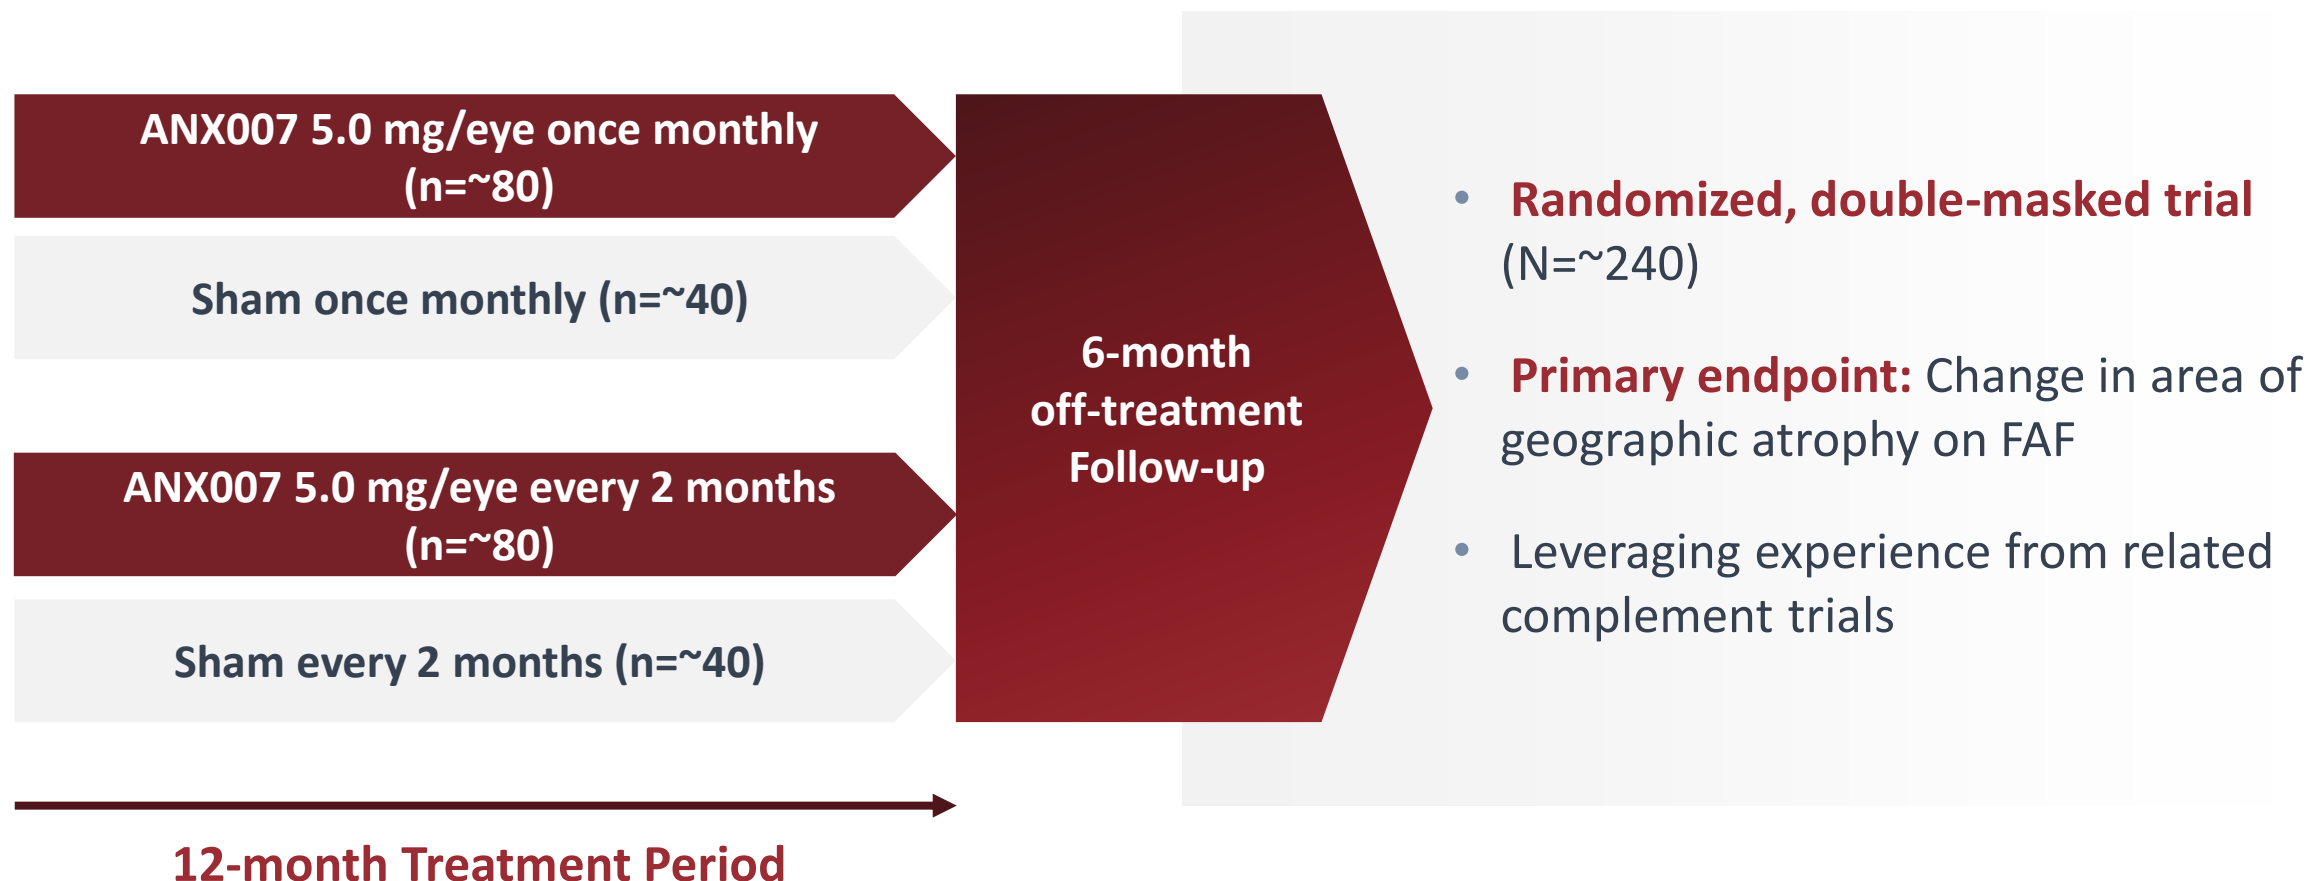 ANX007 5.0 mg/eye once monthly
(n=~80)
Sham once monthly (n=~40)
ANX007 5.0 mg/eye every 2 months
(n=~80)
Sham every 2 months (n=~40)
12-month Treatment Period
6-month
off-treatment
Follow-up
• Randomized, double-masked trial
(N=~240)
• Primary endpoint: Change in area of
geographic atrophy on FAF
• Leveraging experience from related
complement trials